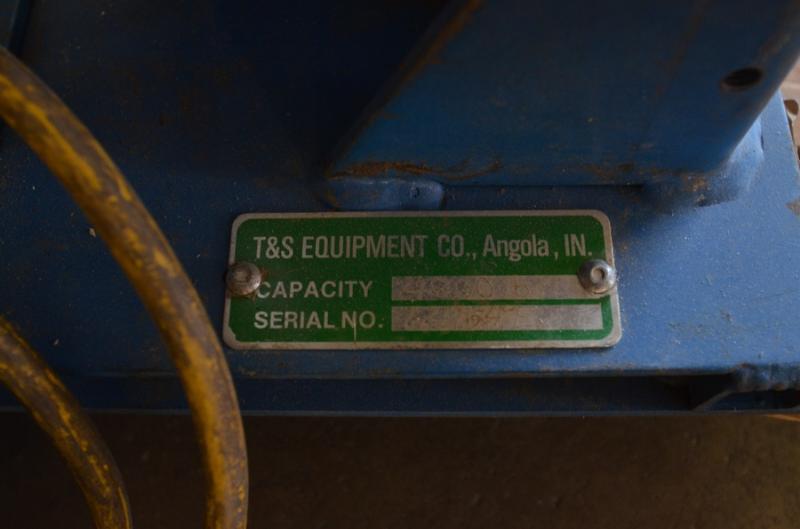 T&S EQUIPMENT CO., Angola, IN.
CAPACITY
SERIAL NO.